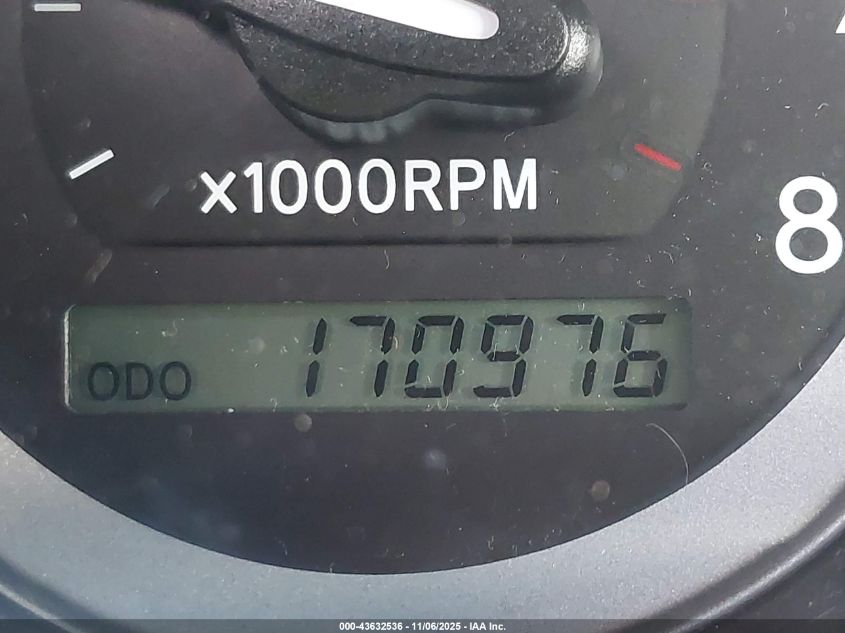 x1000RPM
8
ODO 170976
000-43632536 - 11/06/2025 - IAA Inc.